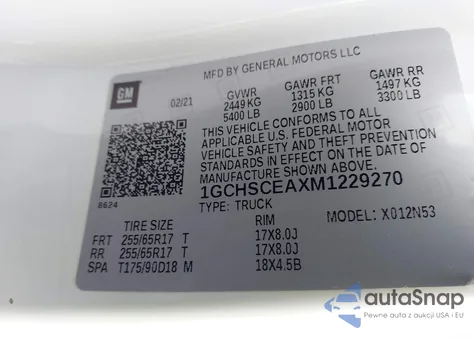 MFD BY GENERAL MOTORS LLC
GM
02/21
GVWR GAWR FRT GAWR RR
2449 KG 1315 KG 1497 KG
5400 LB 2900 LB 3300 LB
THIS VEHICLE CONFORMS TO ALL
APPLICABLE U.S. FEDERAL MOTOR
VEHICLE SAFETY AND THEFT PREVENTION
STANDARDS IN EFFECT ON THE DATE OF
MANUFACTURE SHOWN ABOVE.
8624
1GCHSCEAXM1229270
TYPE: TRUCK MODEL: X012N53
TIRE SIZE RIM
FRT 255/65R17 T 17X8.0J
RR 255/65R17 T 17X8.0J
SPA T175/90D18 M 18X4.5B
autoSnap
Pewne auta z aukcji USA i EU